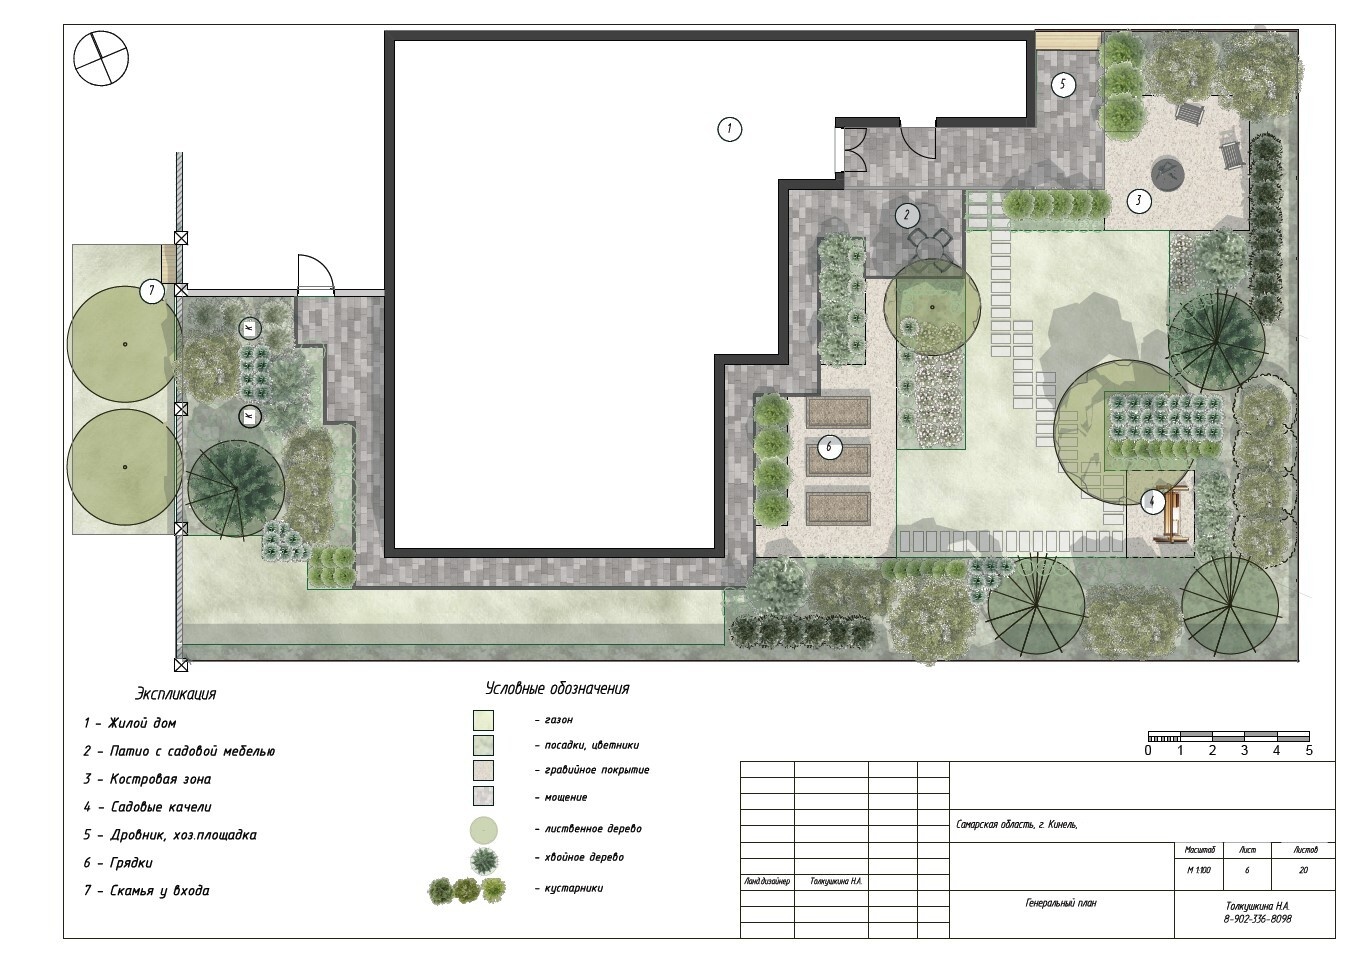 1
5
2
3
7
К
К
6
4
Экспликация
1 - Жилой дом
2 - Патио с садовой мебелью
3 - Костровая зона
4 - Садовые качели
5 - Дровник, хоз.площадка
6 - Грядки
7 - Скамья у входа
Условные обозначения
- газон
- посадки, цветники
- гравийное покрытие
- мощение
- лиственное дерево
- хвойное дерево
- кустарники
0 1 2 3 4 5
Самарская область, г. Кинель,
Масштаб Лист Листов
М 1:100 6 20
Ланд.дизайнер Толкушкина Н.А.
Генеральный план
Толкушкина Н.А.
8-902-336-8098